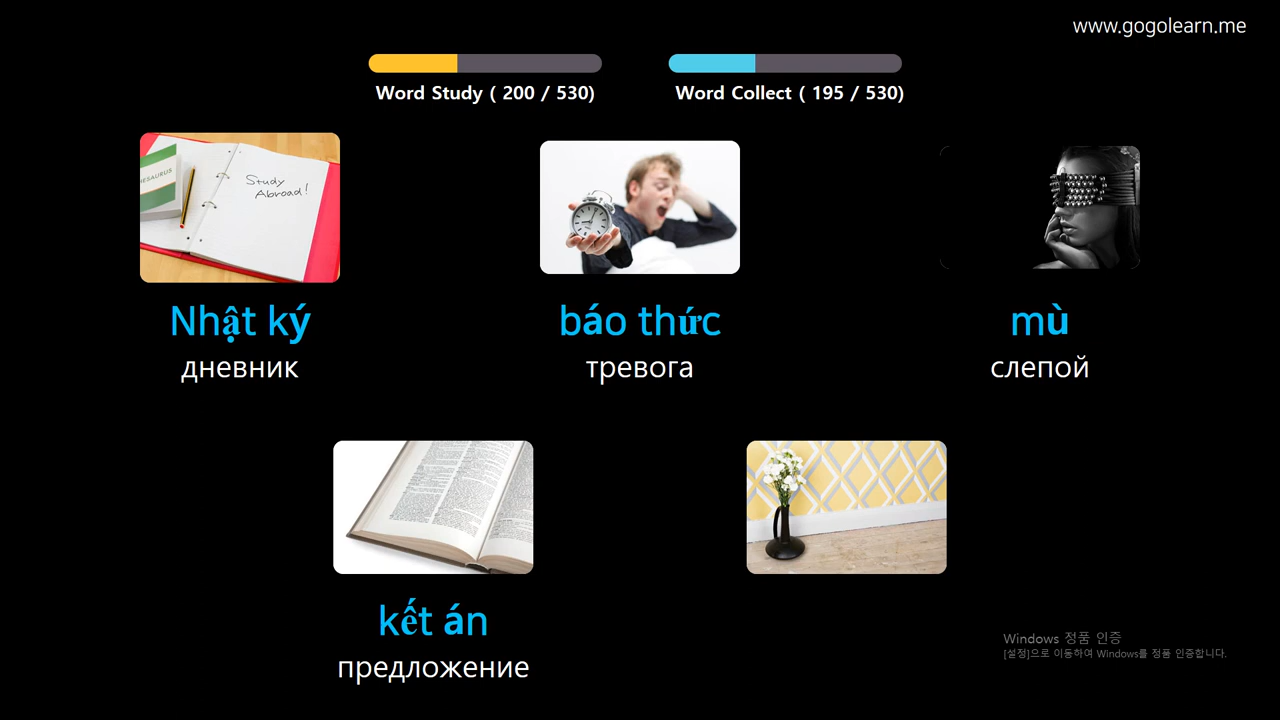 www.gogolearn.me
Word Study ( 200 / 530)
Word Collect ( 195 / 530)
Study
Abroad!
Nhật ký
báo thức
mù
дневник
тревога
слепой
kết án
предложение
Windows 정품 인증
[설정]으로 이동하여 Windows를 정품 인증합니다.